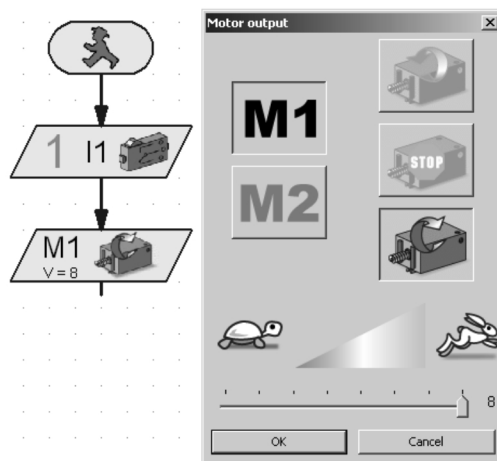 1 I1
M1
V = 8
Motor output
M1
M2
STOP
8
OK
Cancel